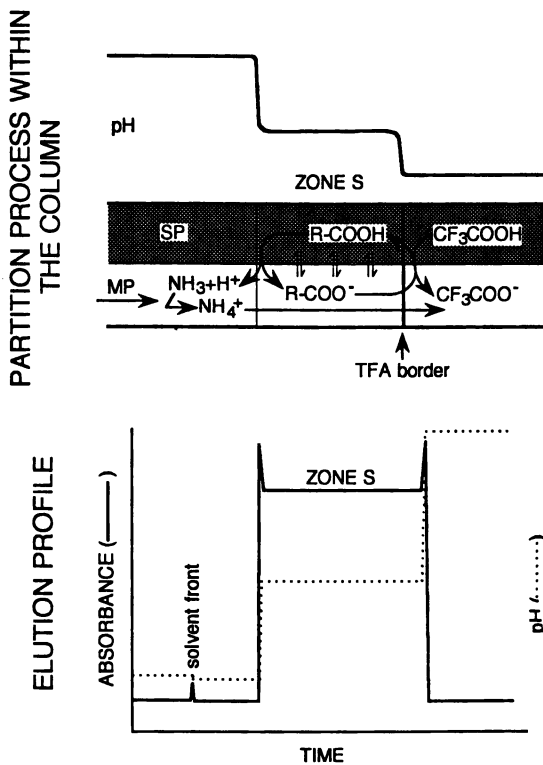 PARTITION PROCESS WITHIN
THE COLUMN
pH
ZONE S
SP
R-COOH
CF₃COOH
MP
NH₃+H⁺
NH₄⁺
R-COO⁻
CF₃COO⁻
TFA border
ELUTION PROFILE
ABSORBANCE (——)
solvent front
ZONE S
pH (......)
TIME